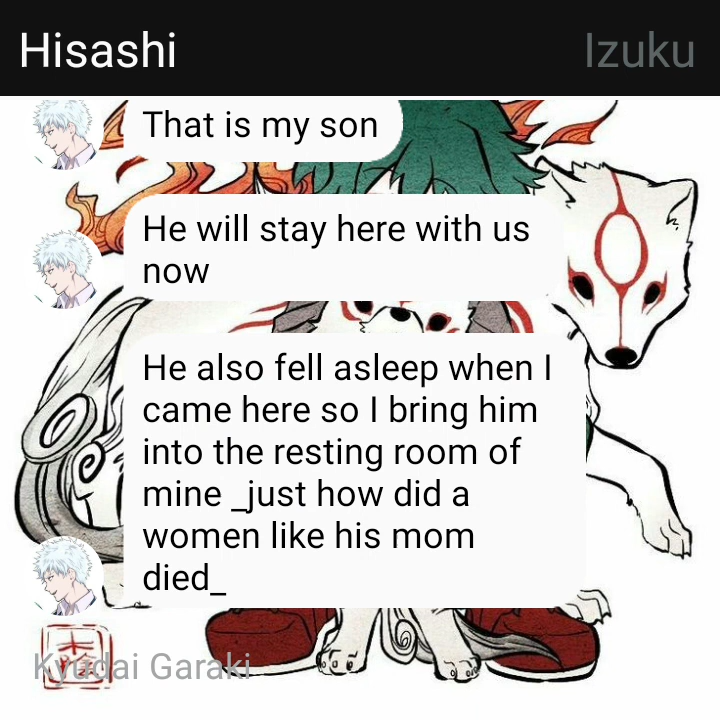 Hisashi
Izuku
That is my son
He will stay here with us
now
He also fell asleep when I
came here so I bring him
into the resting room of
mine _just how did a
women like his mom
died_
Kyudai Garaki